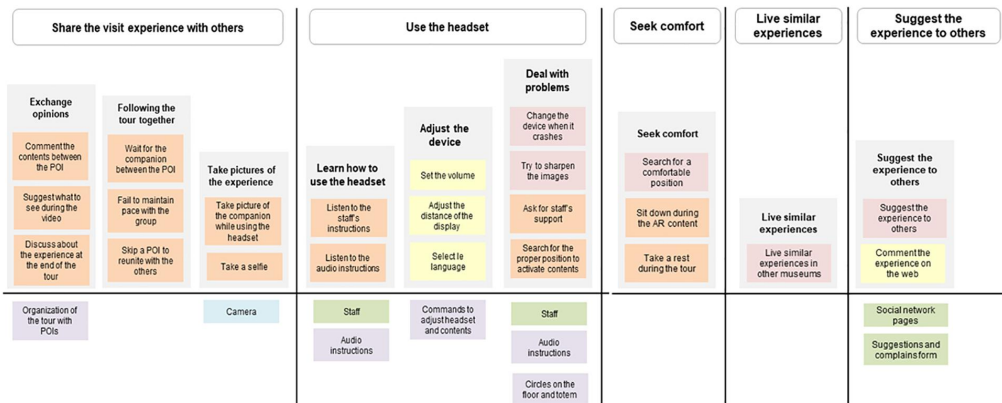 Share the visit experience with others
Use the headset
Seek comfort
Live similar
experiences
Suggest the
experience to others
Exchange
opinions
Comment the
contents between
the POI
Suggest what to
see during the
video
Discuss about
the experience at
the end of the
tour
Following the
tour together
Wait for the
companion
between the POI
Fail to maintain
pace with the
group
Skip a POI to
reunite with the
others
Take pictures
of the experience
Take picture
of the companion
while using the
headset
Take a selfie
Learn how to
use the headset
Listen to the
staff's
instructions
Listen to the
audio instructions
Adjust the
device
Set the volume
Adjust the
distance of the
display
Select le
language
Deal with
problems
Change the
device when it
crashes
Try to sharpen
the images
Ask for staff's
support
Search for the
proper position to
activate contents
Seek comfort
Search for a
comfortable
position
Sit down during
the AR content
Take a rest
during the tour
Live similar
experiences
Live similar
experiences in
other museums
Suggest the
experience to
others
Suggest the
experience to
others
Comment the
experience on
the web
Organization of
the tour with
POIs
Camera
Staff
Audio
instructions
Commands to
adjust headset
and contents
Staff
Audio
instructions
Circles on the
floor and totem
Social network
pages
Suggestions and
complains form